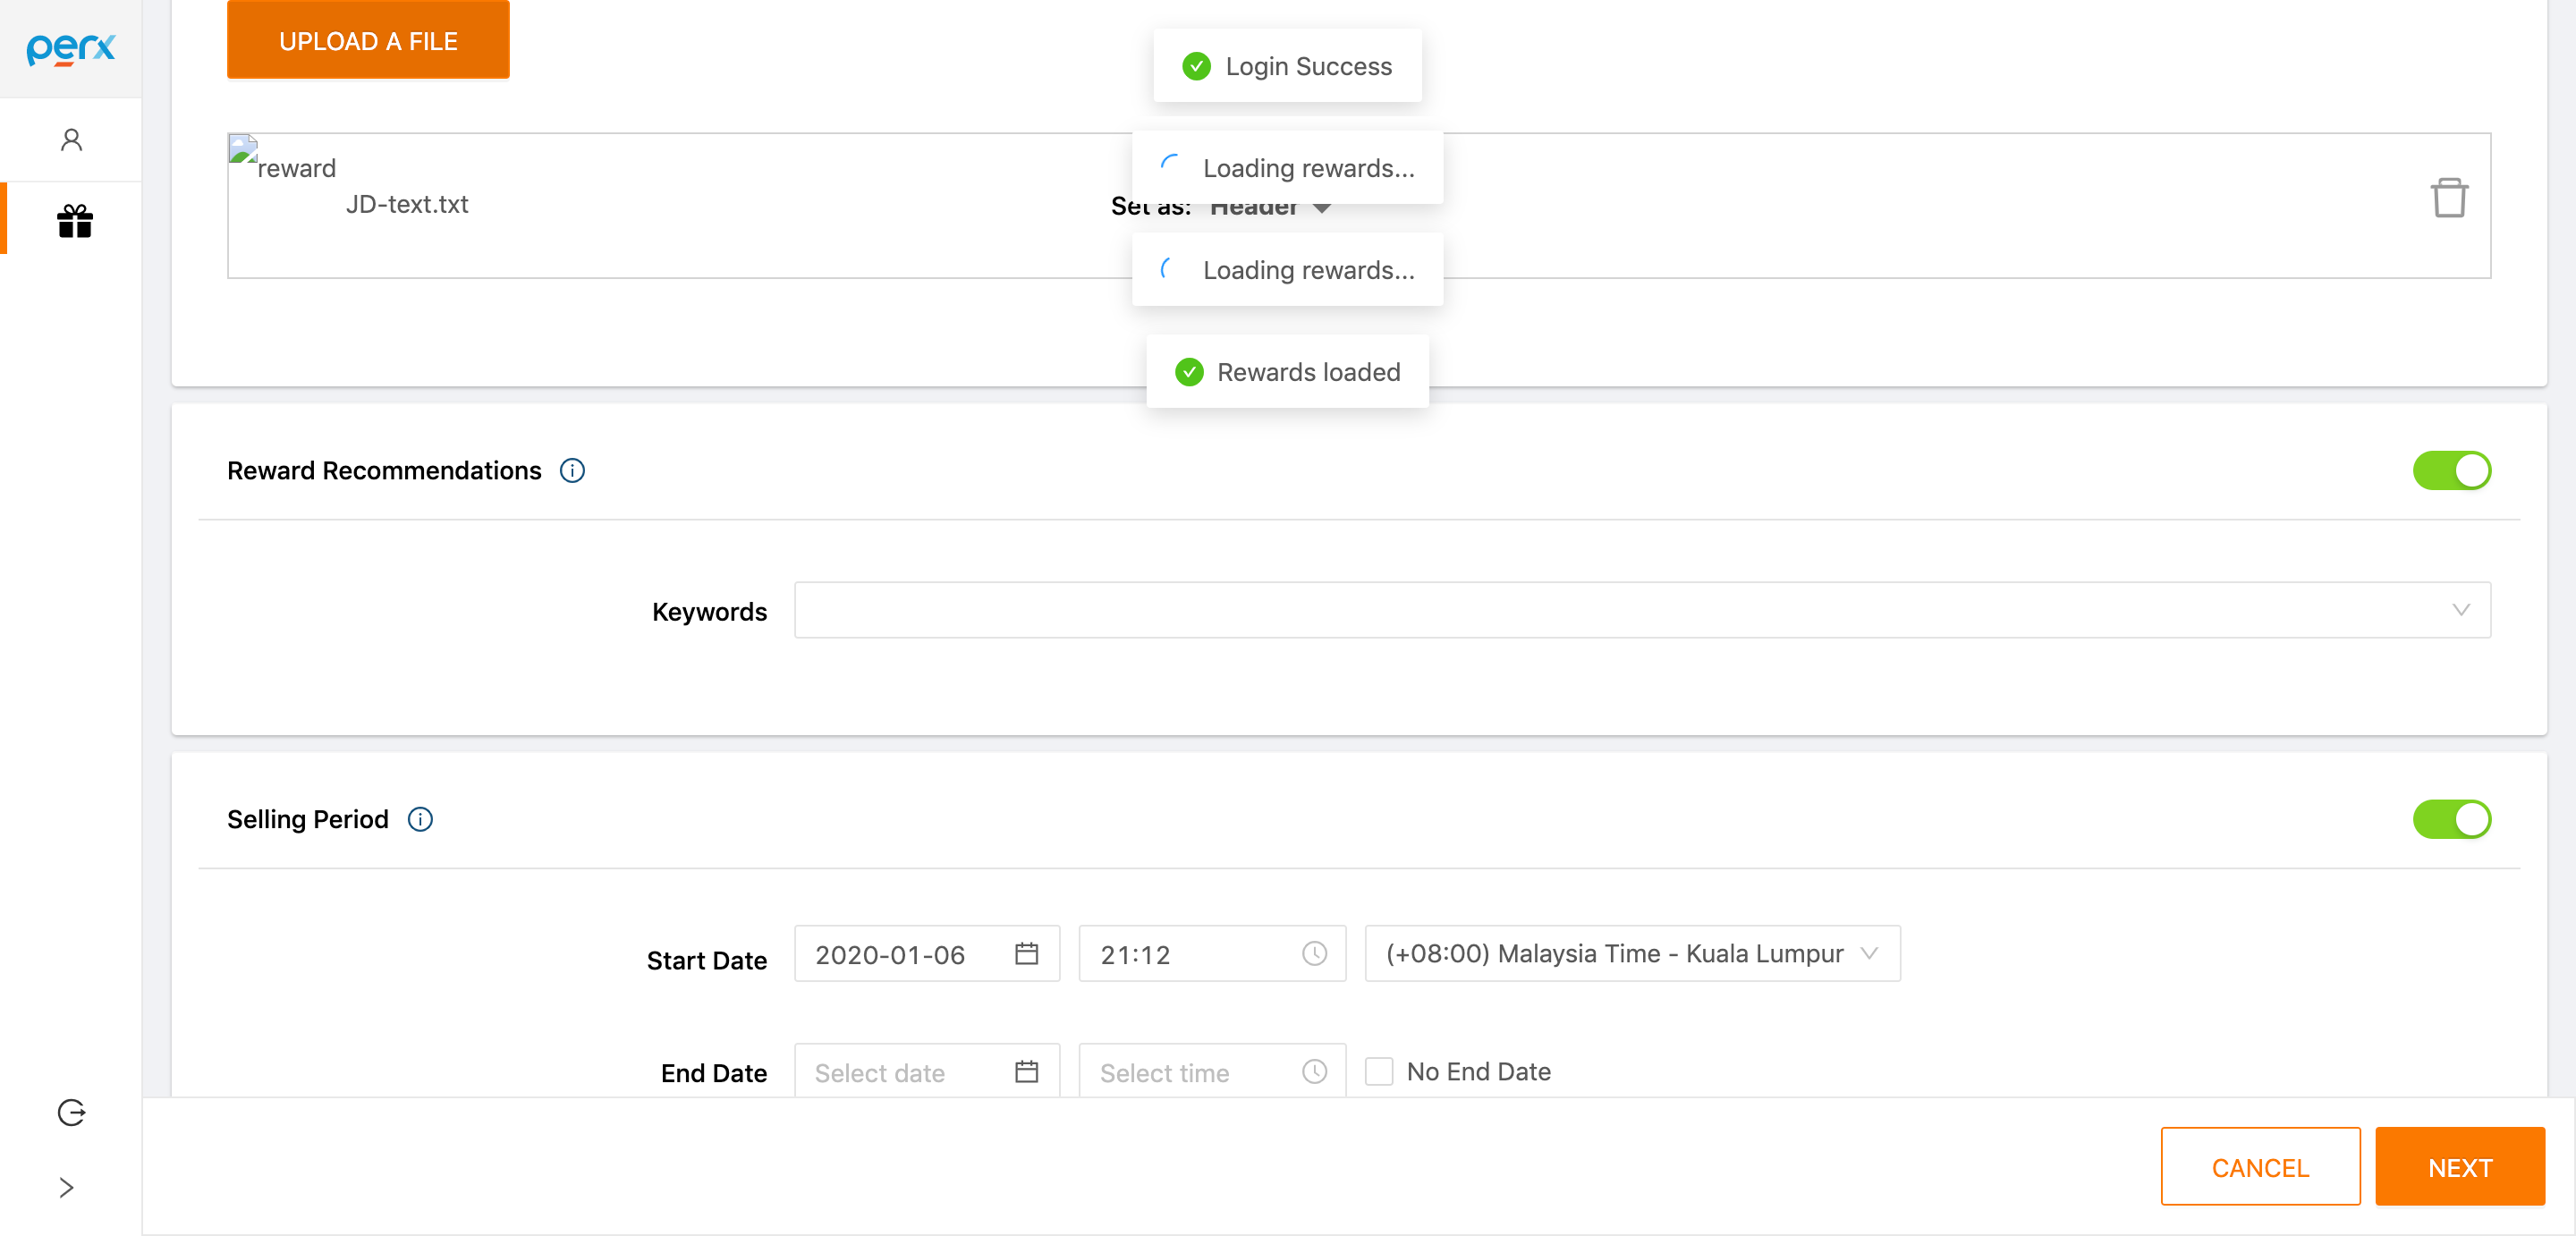 perx
UPLOAD A FILE
Login Success
reward
Loading rewards...
JD-text.txt
Set as: Header
Loading rewards...
Rewards loaded
Reward Recommendations
Keywords
Selling Period
Start Date 2020-01-06 21:12 (+08:00) Malaysia Time - Kuala Lumpur
End Date Select date Select time No End Date
CANCEL NEXT